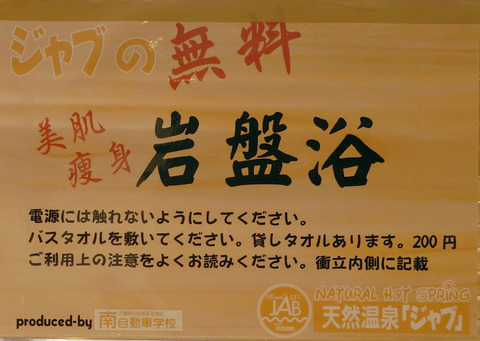 ジャブの無料
美肌
痩身
岩盤浴
電源には触れないようにしてください。
バスタオルを敷いてください。貸しタオルあります。200円
ご利用上の注意をよくお読みください。衝立内側に記載
produced-by 南自動車学校
JAB
NATURAL HOT SPRING
天然温泉「ジャブ」